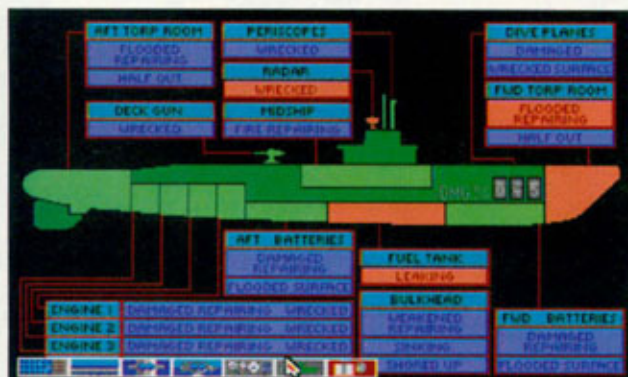 AFT TORP ROOM
FLOODED
REPAIRING
HALF OUT
PERISCOPES
WRECKED
RADAR
WRECKED
DECK GUN
WRECKED
MIDSHIP
FIRE REPAIRING
DIVE PLANES
DAMAGED
WRECKED SURFACE
FWD TORP ROOM
FLOODED
REPAIRING
HALF OUT
DMG %
AFT BATTERIES
DAMAGED
REPAIRING
FLOODED SURFACE
FUEL TANK
LEAKING
BULKHEAD
WEAKENED
REPAIRING
SINKING
SHORED UP
FWD BATTERIES
DAMAGED
REPAIRING
FLOODED SURFACE
ENGINE 1 DAMAGED REPAIRING WRECKED
ENGINE 2 DAMAGED REPAIRING WRECKED
ENGINE 3 DAMAGED REPAIRING WRECKED